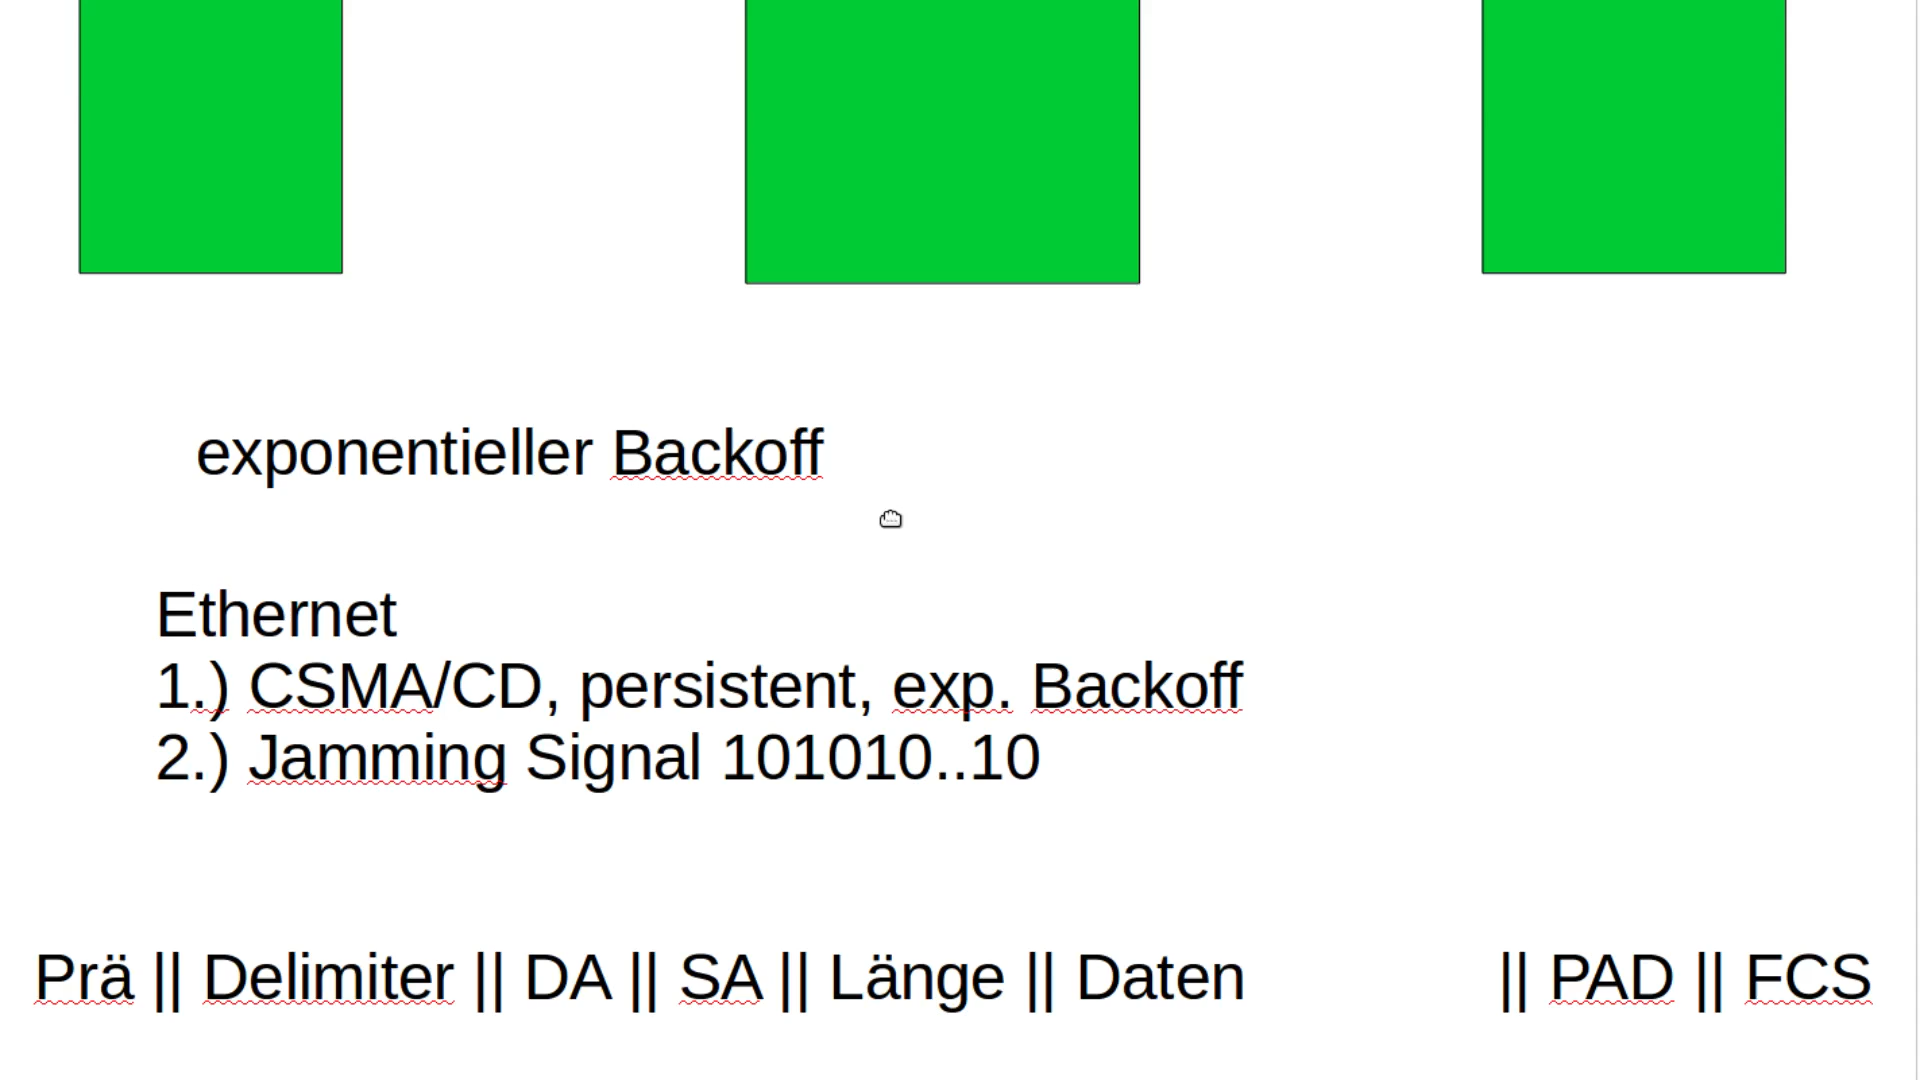 exponentieller Backoff
Ethernet
1.) CSMA/CD, persistent, exp. Backoff
2.) Jamming Signal 101010..10
Prä || Delimiter || DA || SA || Länge || Daten || PAD || FCS